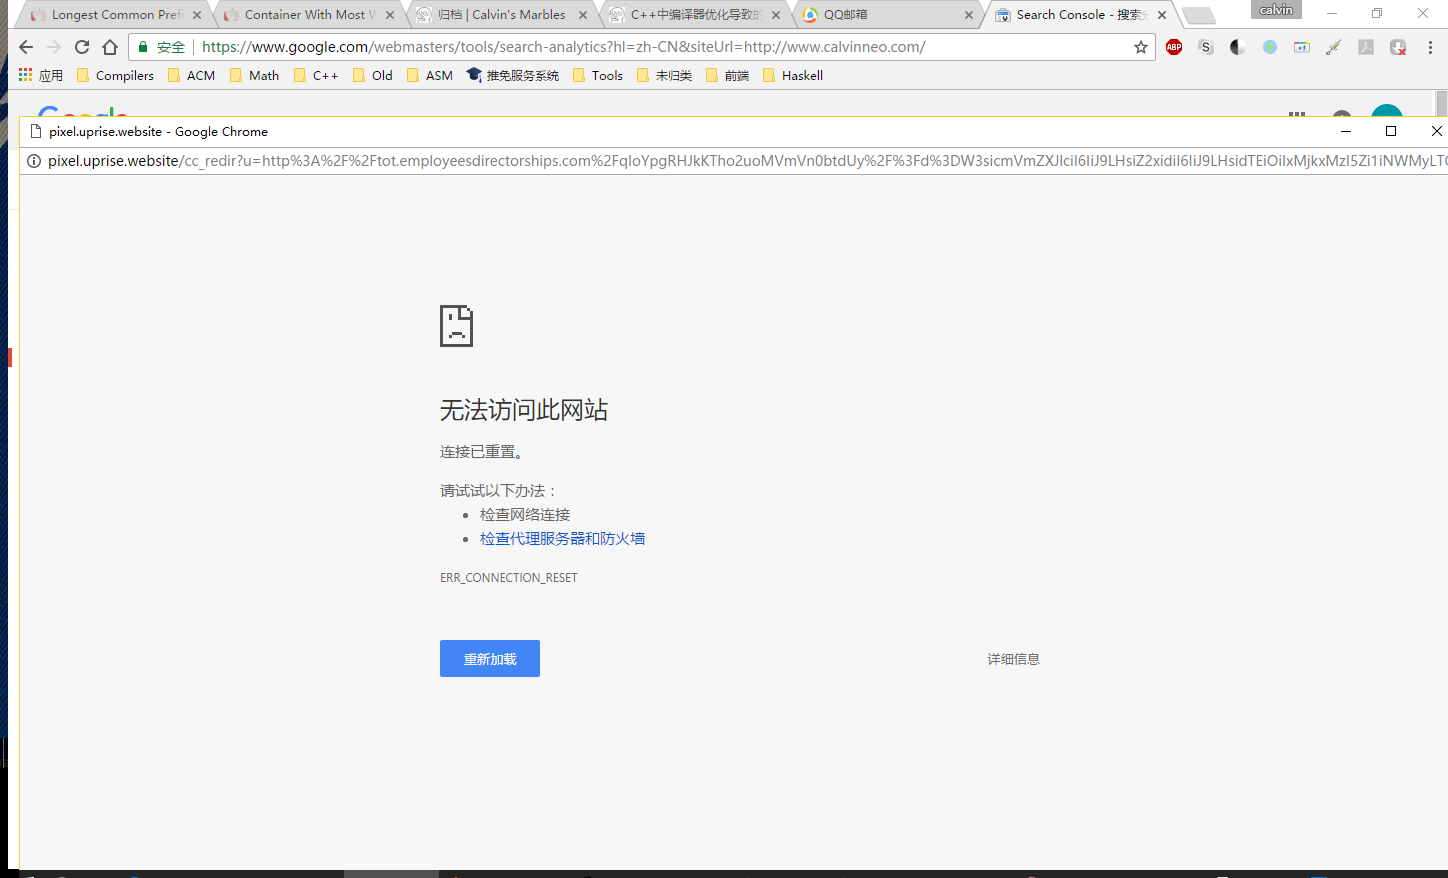 Longest Common Prefi
Container With Most W
归档 | Calvin's Marbles
C++中编译器优化导致的
QQ邮箱
Search Console - 搜索分
calvin
安全 https://www.google.com/webmasters/tools/search-analytics?hl=zh-CN&siteUrl=http://www.calvinneo.com/
ABP
应用 Compilers ACM Math C++ Old ASM 推免服务系统 Tools 未归类 前端 Haskell
pixel.uprise.website - Google Chrome
pixel.uprise.website/cc_redir?u=http%3A%2F%2Ftot.employeesdirectorships.com%2FqIoYpgRHJkKTho2uoMVmVn0btdUy%2F%3Fd%3DW3sicmVmZXJlciI6IiJ9LHsiZ2xidiI6IiJ9LHsidTEiOiIxMjkxMzI5Zi1iNWMyLTQ
无法访问此网站
连接已重置。
请试试以下办法：
检查网络连接
检查代理服务器和防火墙
ERR_CONNECTION_RESET
重新加载
详细信息